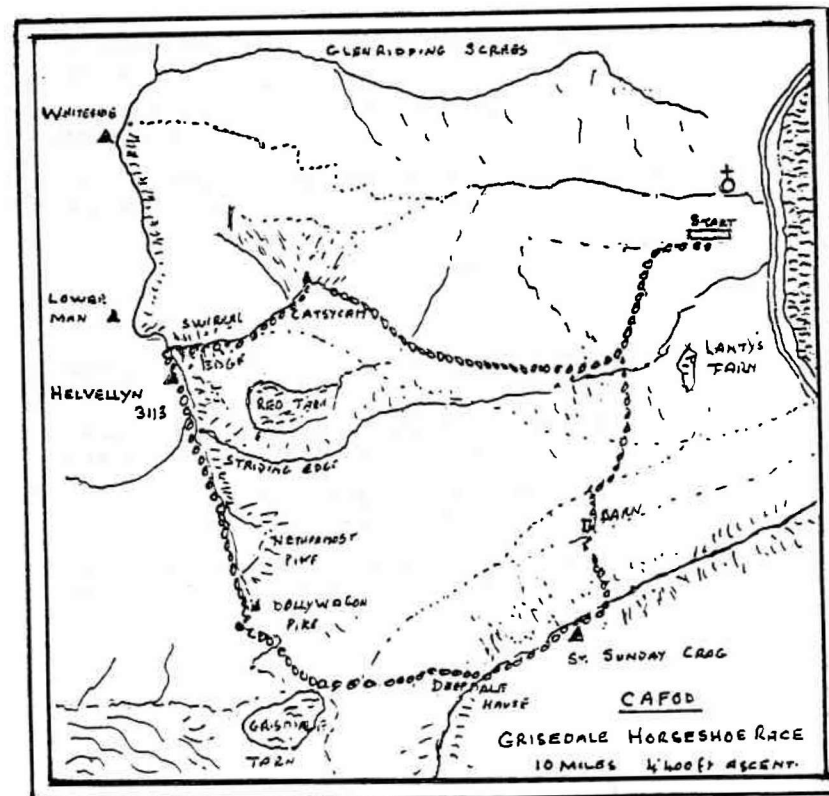 GLENRIDDING SCREES
WHITESIDE
START
LOWER
MAN
SWIRRAL
EDGE
CATSYCAM
LANTY'S
TARN
HELVELLYN
3113
RED TARN
STRIDING EDGE
BARN
NETHERMOST
PIKE
DOLLYWAGON
PIKE
ST. SUNDAY CRAG
DEEPDALE
HAUSE
GRISEDALE
TARN
CAFOD
GRISEDALE HORSESHOE RACE
10 MILES 4'400 ft ASCENT.